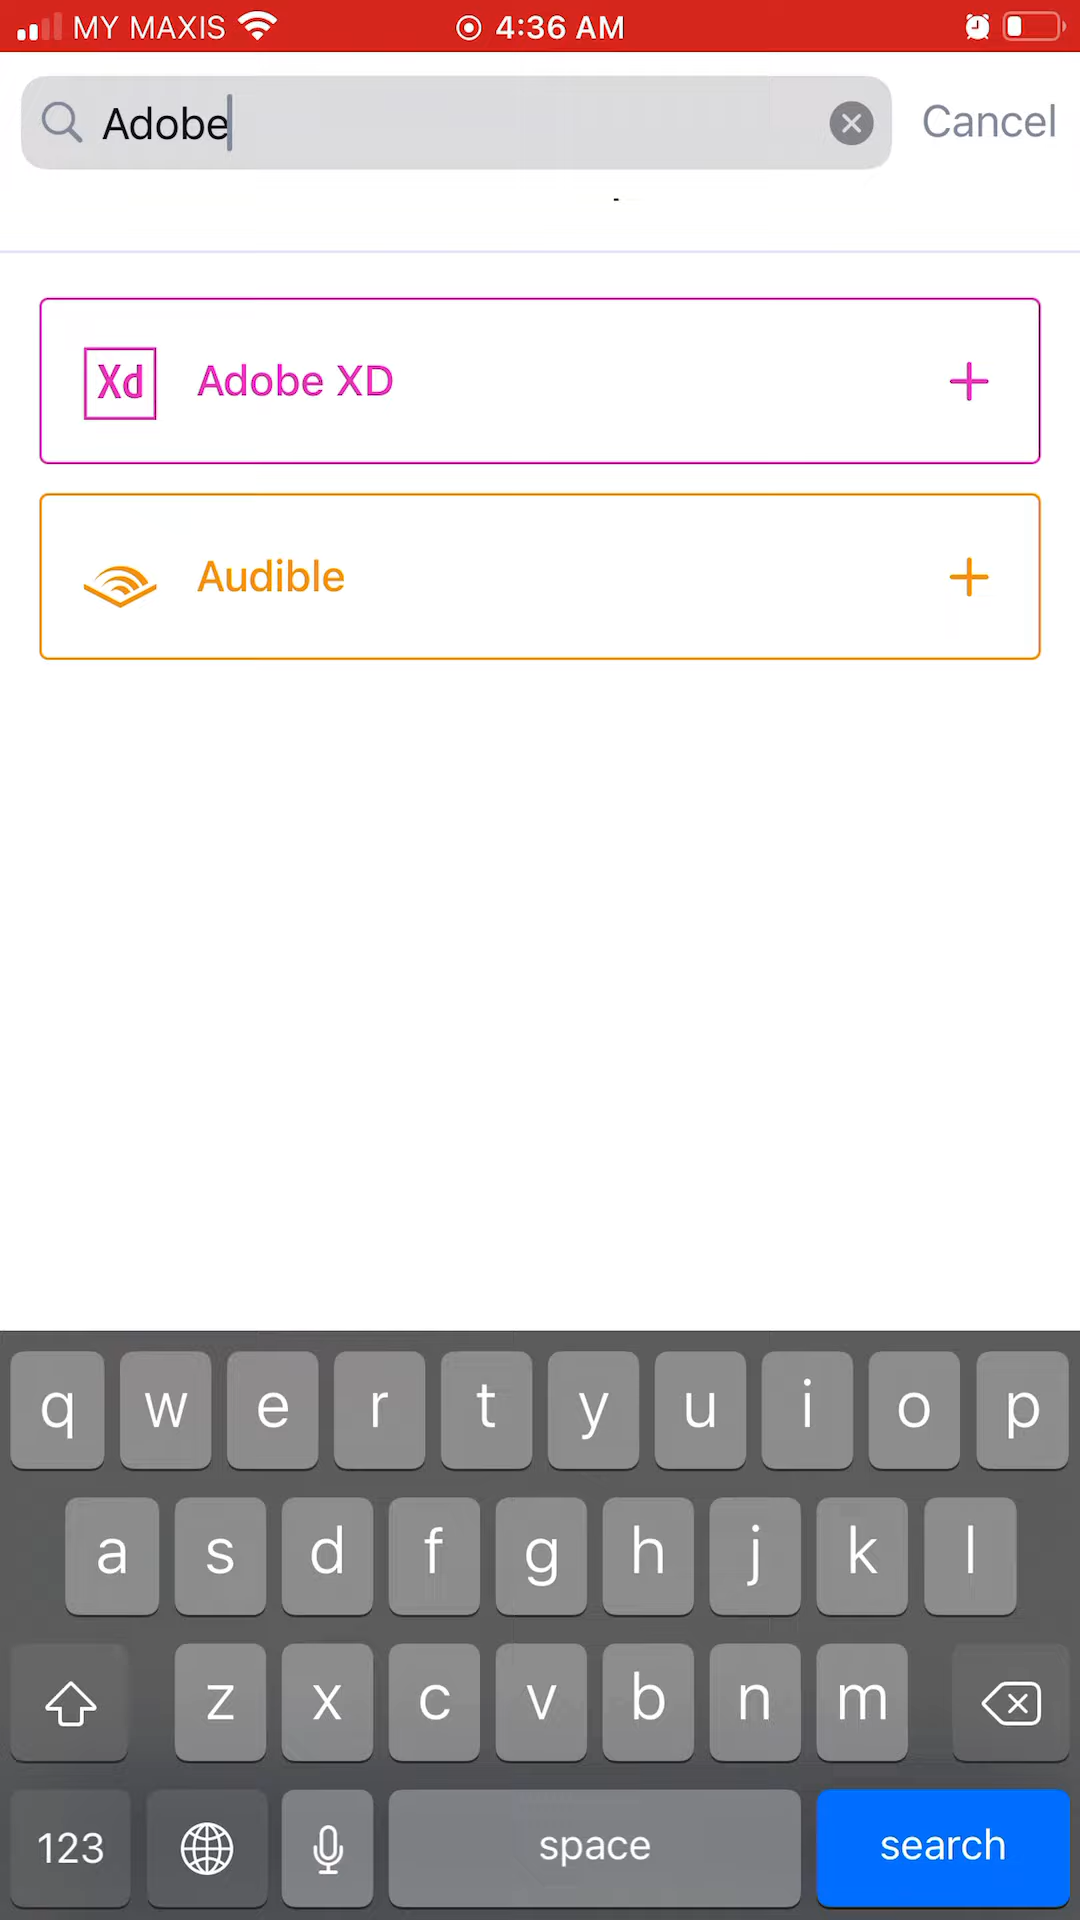 MY MAXIS 4:36 AM
Adobe Cancel
Xd Adobe XD +
Audible +
q w e r t y u i o p
a s d f g h j k l
z x c v b n m
123 space search